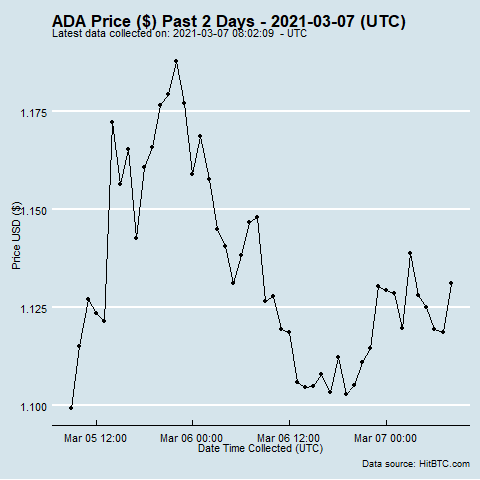 ADA Price ($) Past 2 Days - 2021-03-07 (UTC)
Latest data collected on: 2021-03-07 08:02:09 - UTC
1.175
1.150
1.125
1.100
Price USD ($)
Mar 05 12:00
Mar 06 00:00
Mar 06 12:00
Mar 07 00:00
Date Time Collected (UTC)
Data source: HitBTC.com